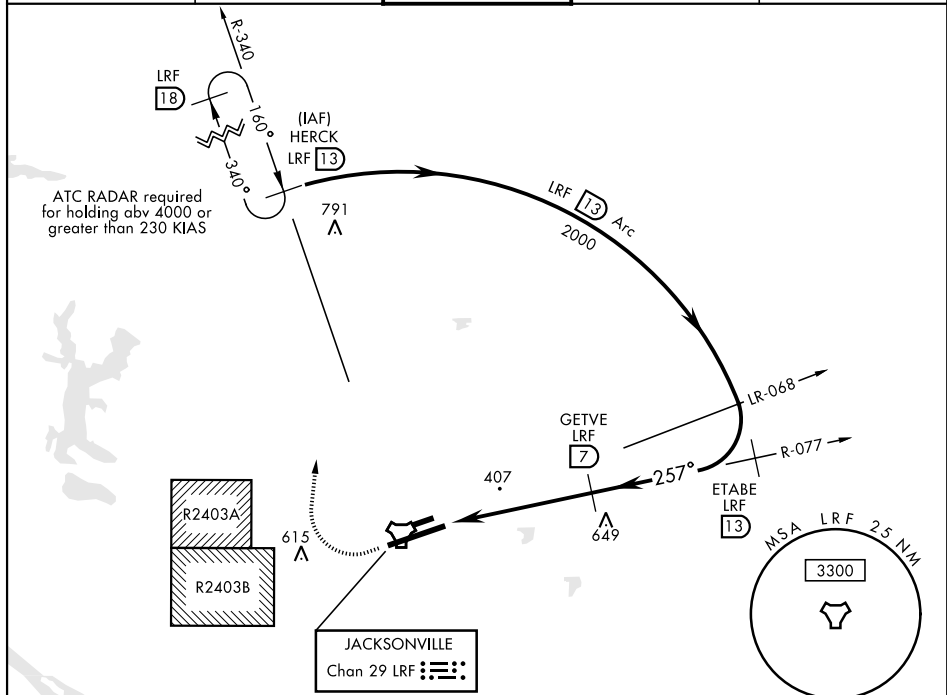 R-340
LRF
18
160°
340°
(IAF)
HERCK
LRF 13
ATC RADAR required
for holding abv 4000 or
greater than 230 KIAS
791
LRF 13 Arc
2000
LR-068
GETVE
LRF
7
257°
R-077
407
ETABE
LRF
13
649
R2403A
615
R2403B
MSA LRF 25 NM
3300
JACKSONVILLE
Chan 29 LRF